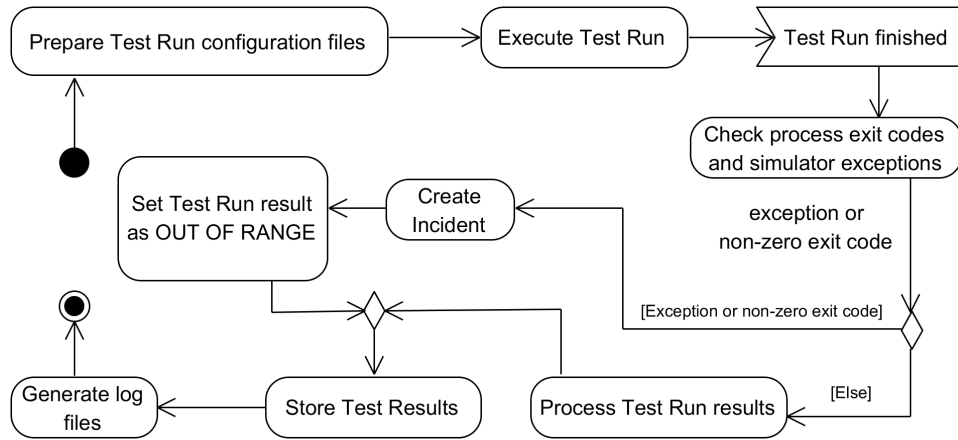 Prepare Test Run configuration files
Execute Test Run
Test Run finished
Check process exit codes
and simulator exceptions
exception or
non-zero exit code
Set Test Run result
as OUT OF RANGE
Create
Incident
[Exception or non-zero exit code]
[Else]
Generate log
files
Store Test Results
Process Test Run results